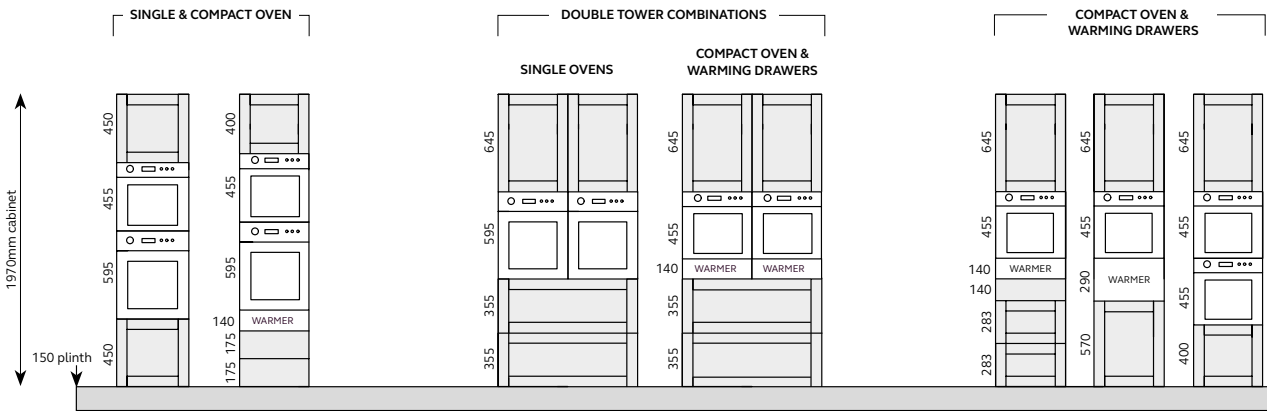 SINGLE & COMPACT OVEN
DOUBLE TOWER COMBINATIONS
COMPACT OVEN &
WARMING DRAWERS
SINGLE OVENS
COMPACT OVEN &
WARMING DRAWERS
1970mm cabinet
150 plinth
450
455
595
450
400
455
595
140
WARMER
175
175
645
595
355
355
645
455
140
WARMER
WARMER
355
355
645
455
140
WARMER
140
283
283
645
455
290
WARMER
570
645
455
455
400